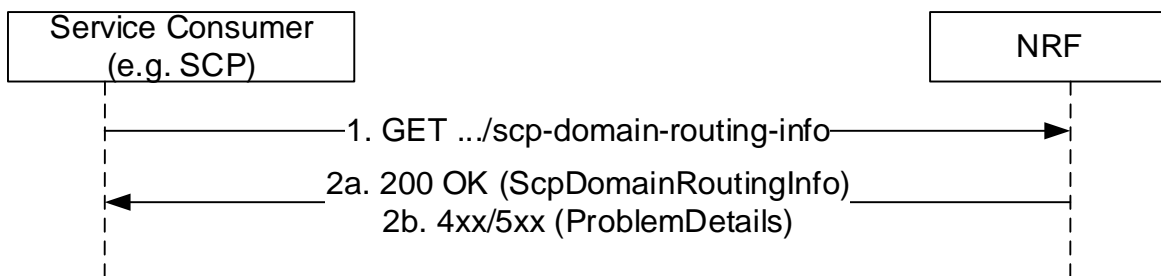 Service Consumer
(e.g. SCP)
NRF
1. GET .../scp-domain-routing-info
2a. 200 OK (ScpDomainRoutingInfo)
2b. 4xx/5xx (ProblemDetails)